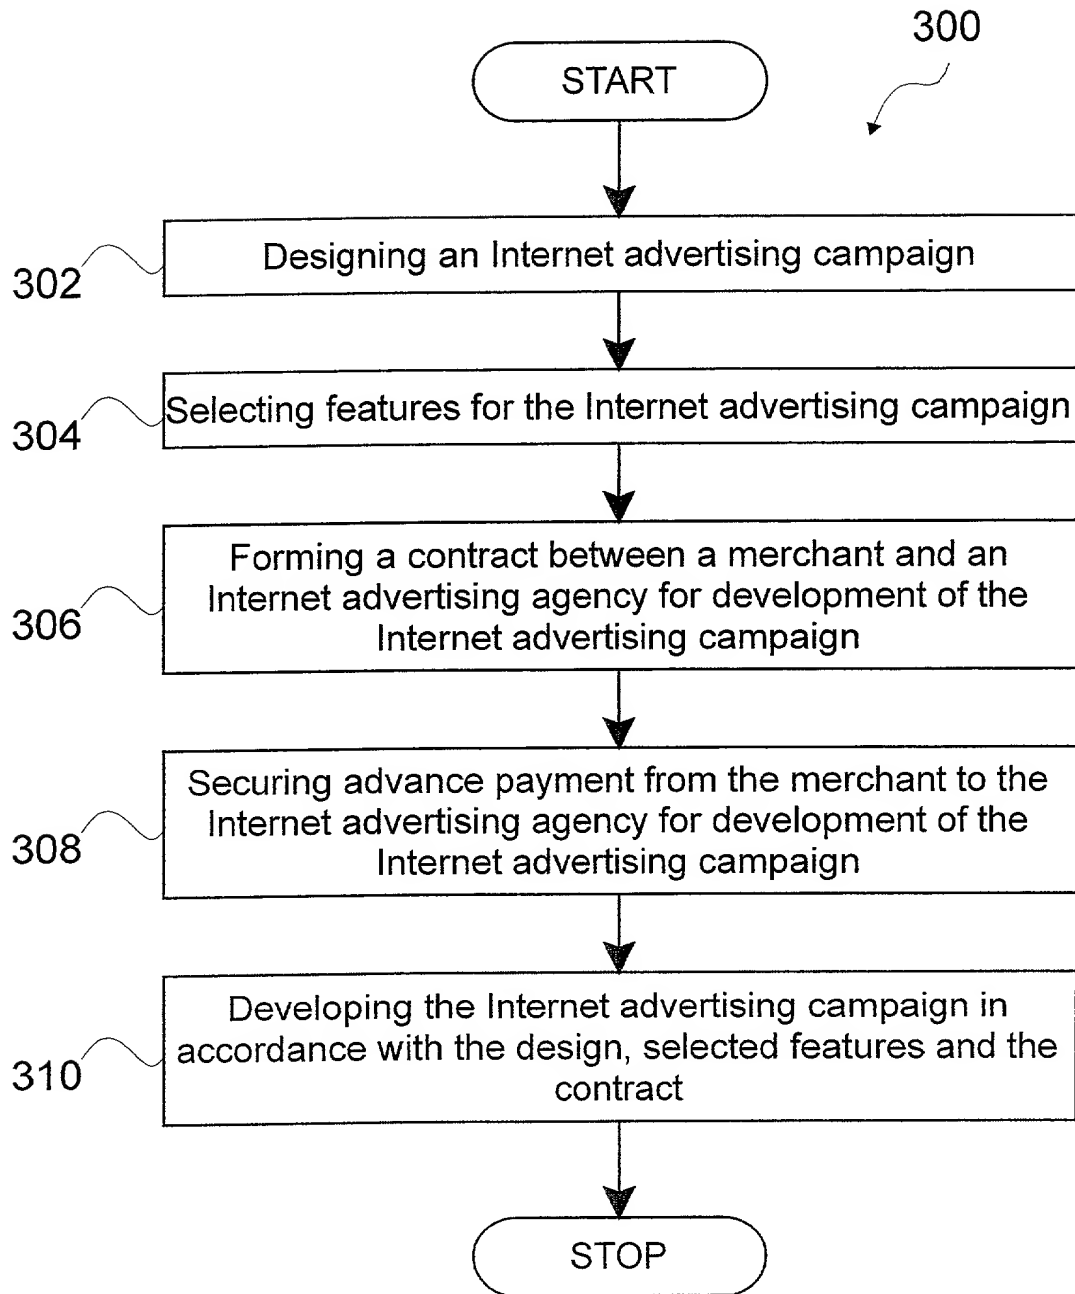 300
START
302
Designing an Internet advertising campaign
304
Selecting features for the Internet advertising campaign
306
Forming a contract between a merchant and an
Internet advertising agency for development of the
Internet advertising campaign
308
Securing advance payment from the merchant to the
Internet advertising agency for development of the
Internet advertising campaign
310
Developing the Internet advertising campaign in
accordance with the design, selected features and the
contract
STOP